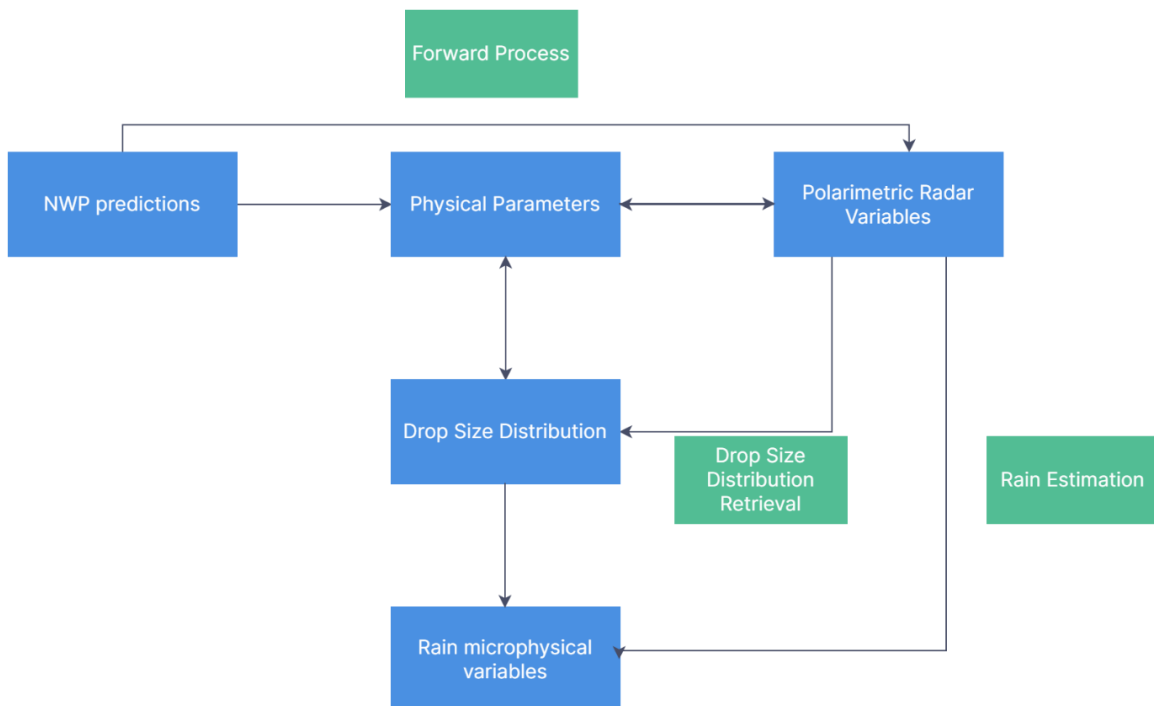 Forward Process
NWP predictions
Physical Parameters
Polarimetric Radar
Variables
Drop Size Distribution
Drop Size
Distribution
Retrieval
Rain Estimation
Rain microphysical
variables